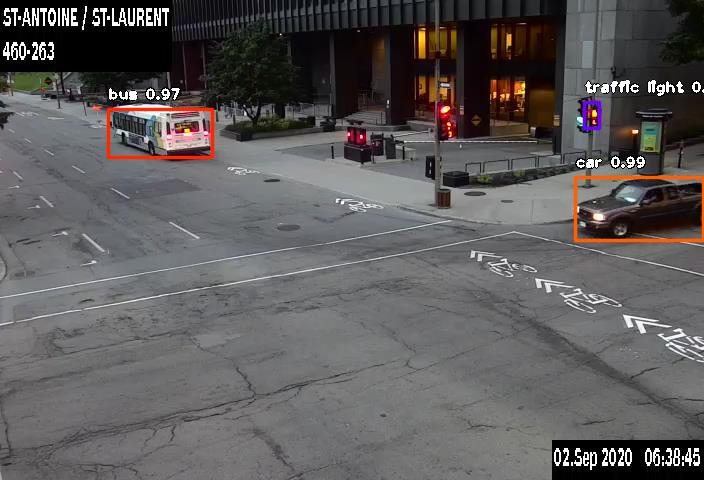 ST-ANTOINE / ST-LAURENT
460-263
bus 0.97
traffic light 0.
car 0.99
02.Sep 2020 06:38:45